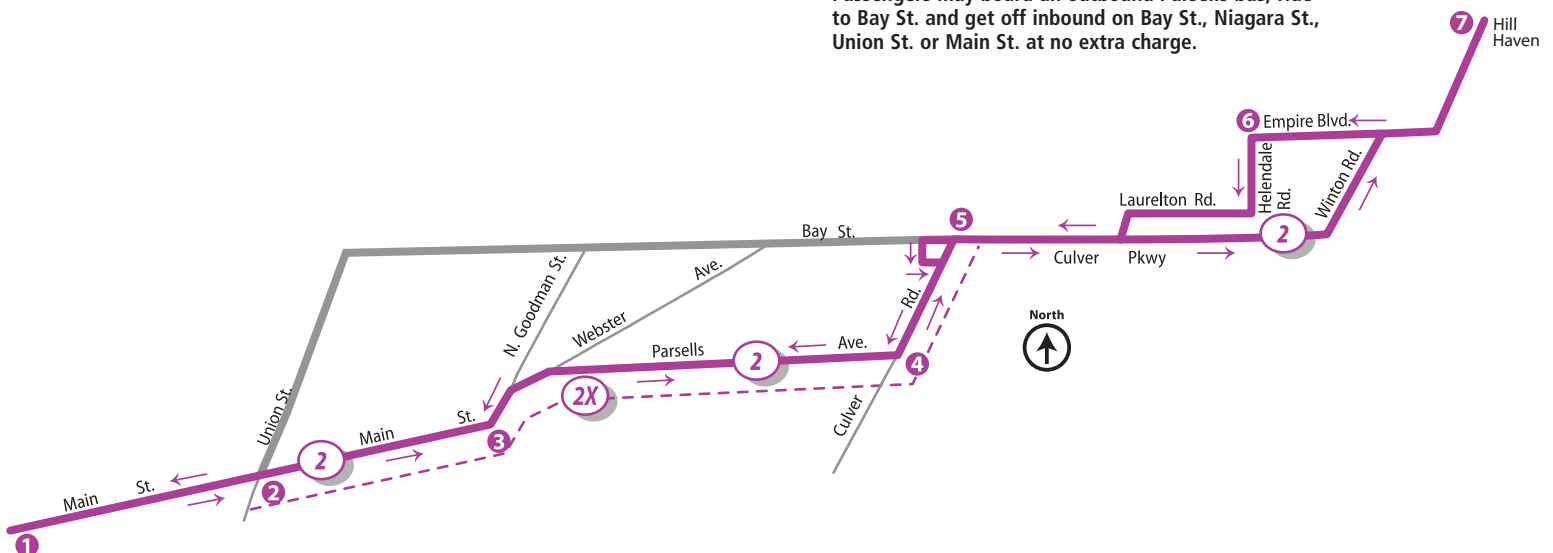 to Bay St. and get off inbound on Bay St., Niagara St.,
Union St. or Main St. at no extra charge.
7
Hill
Haven
6
Empire Blvd.
Helendale
Rd.
Winton Rd.
Laurelton Rd.
5
Bay St.
2
Culver Pkwy
N. Goodman St.
Webster Ave.
Rd.
North
Parsells Ave.
2
4
2X
Culver
Union St.
Main St.
3
2
2
Main St.
1